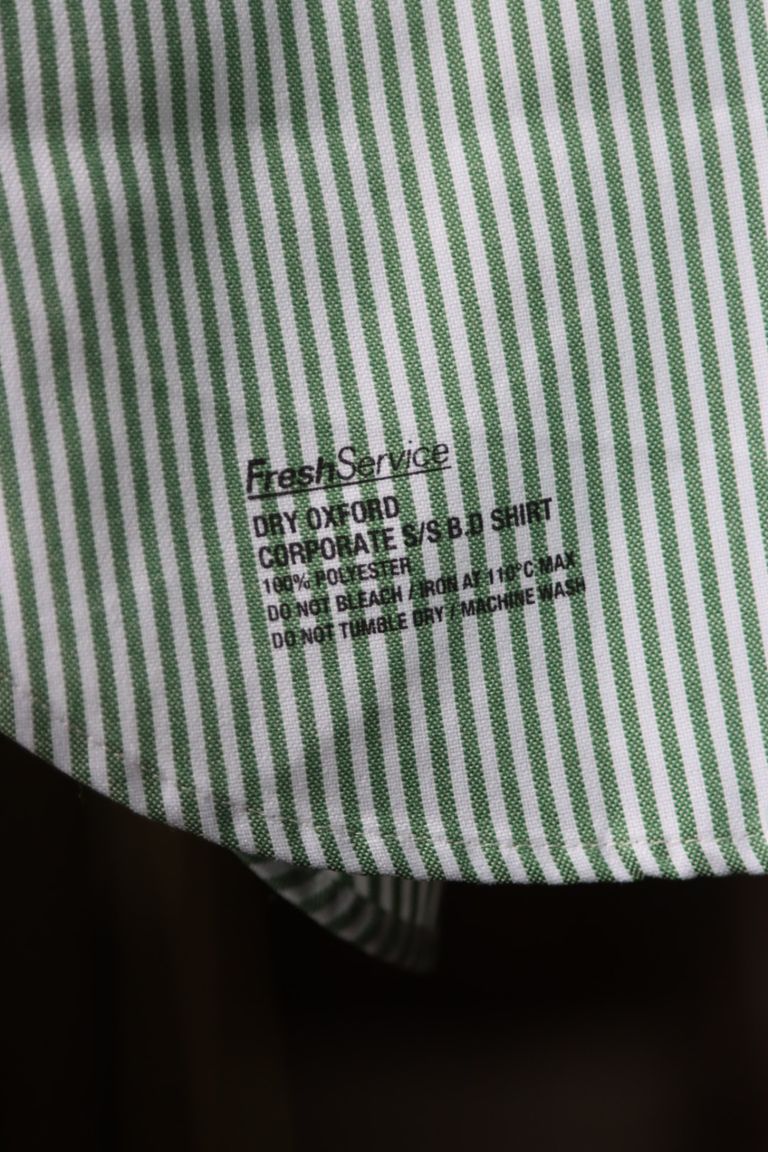 FreshService
DRY OXFORD
CORPORATE S/S B.D SHIRT
100% POLYESTER
DO NOT BLEACH / IRON AT 110°C MAX
DO NOT TUMBLE DRY / MACHINE WASH